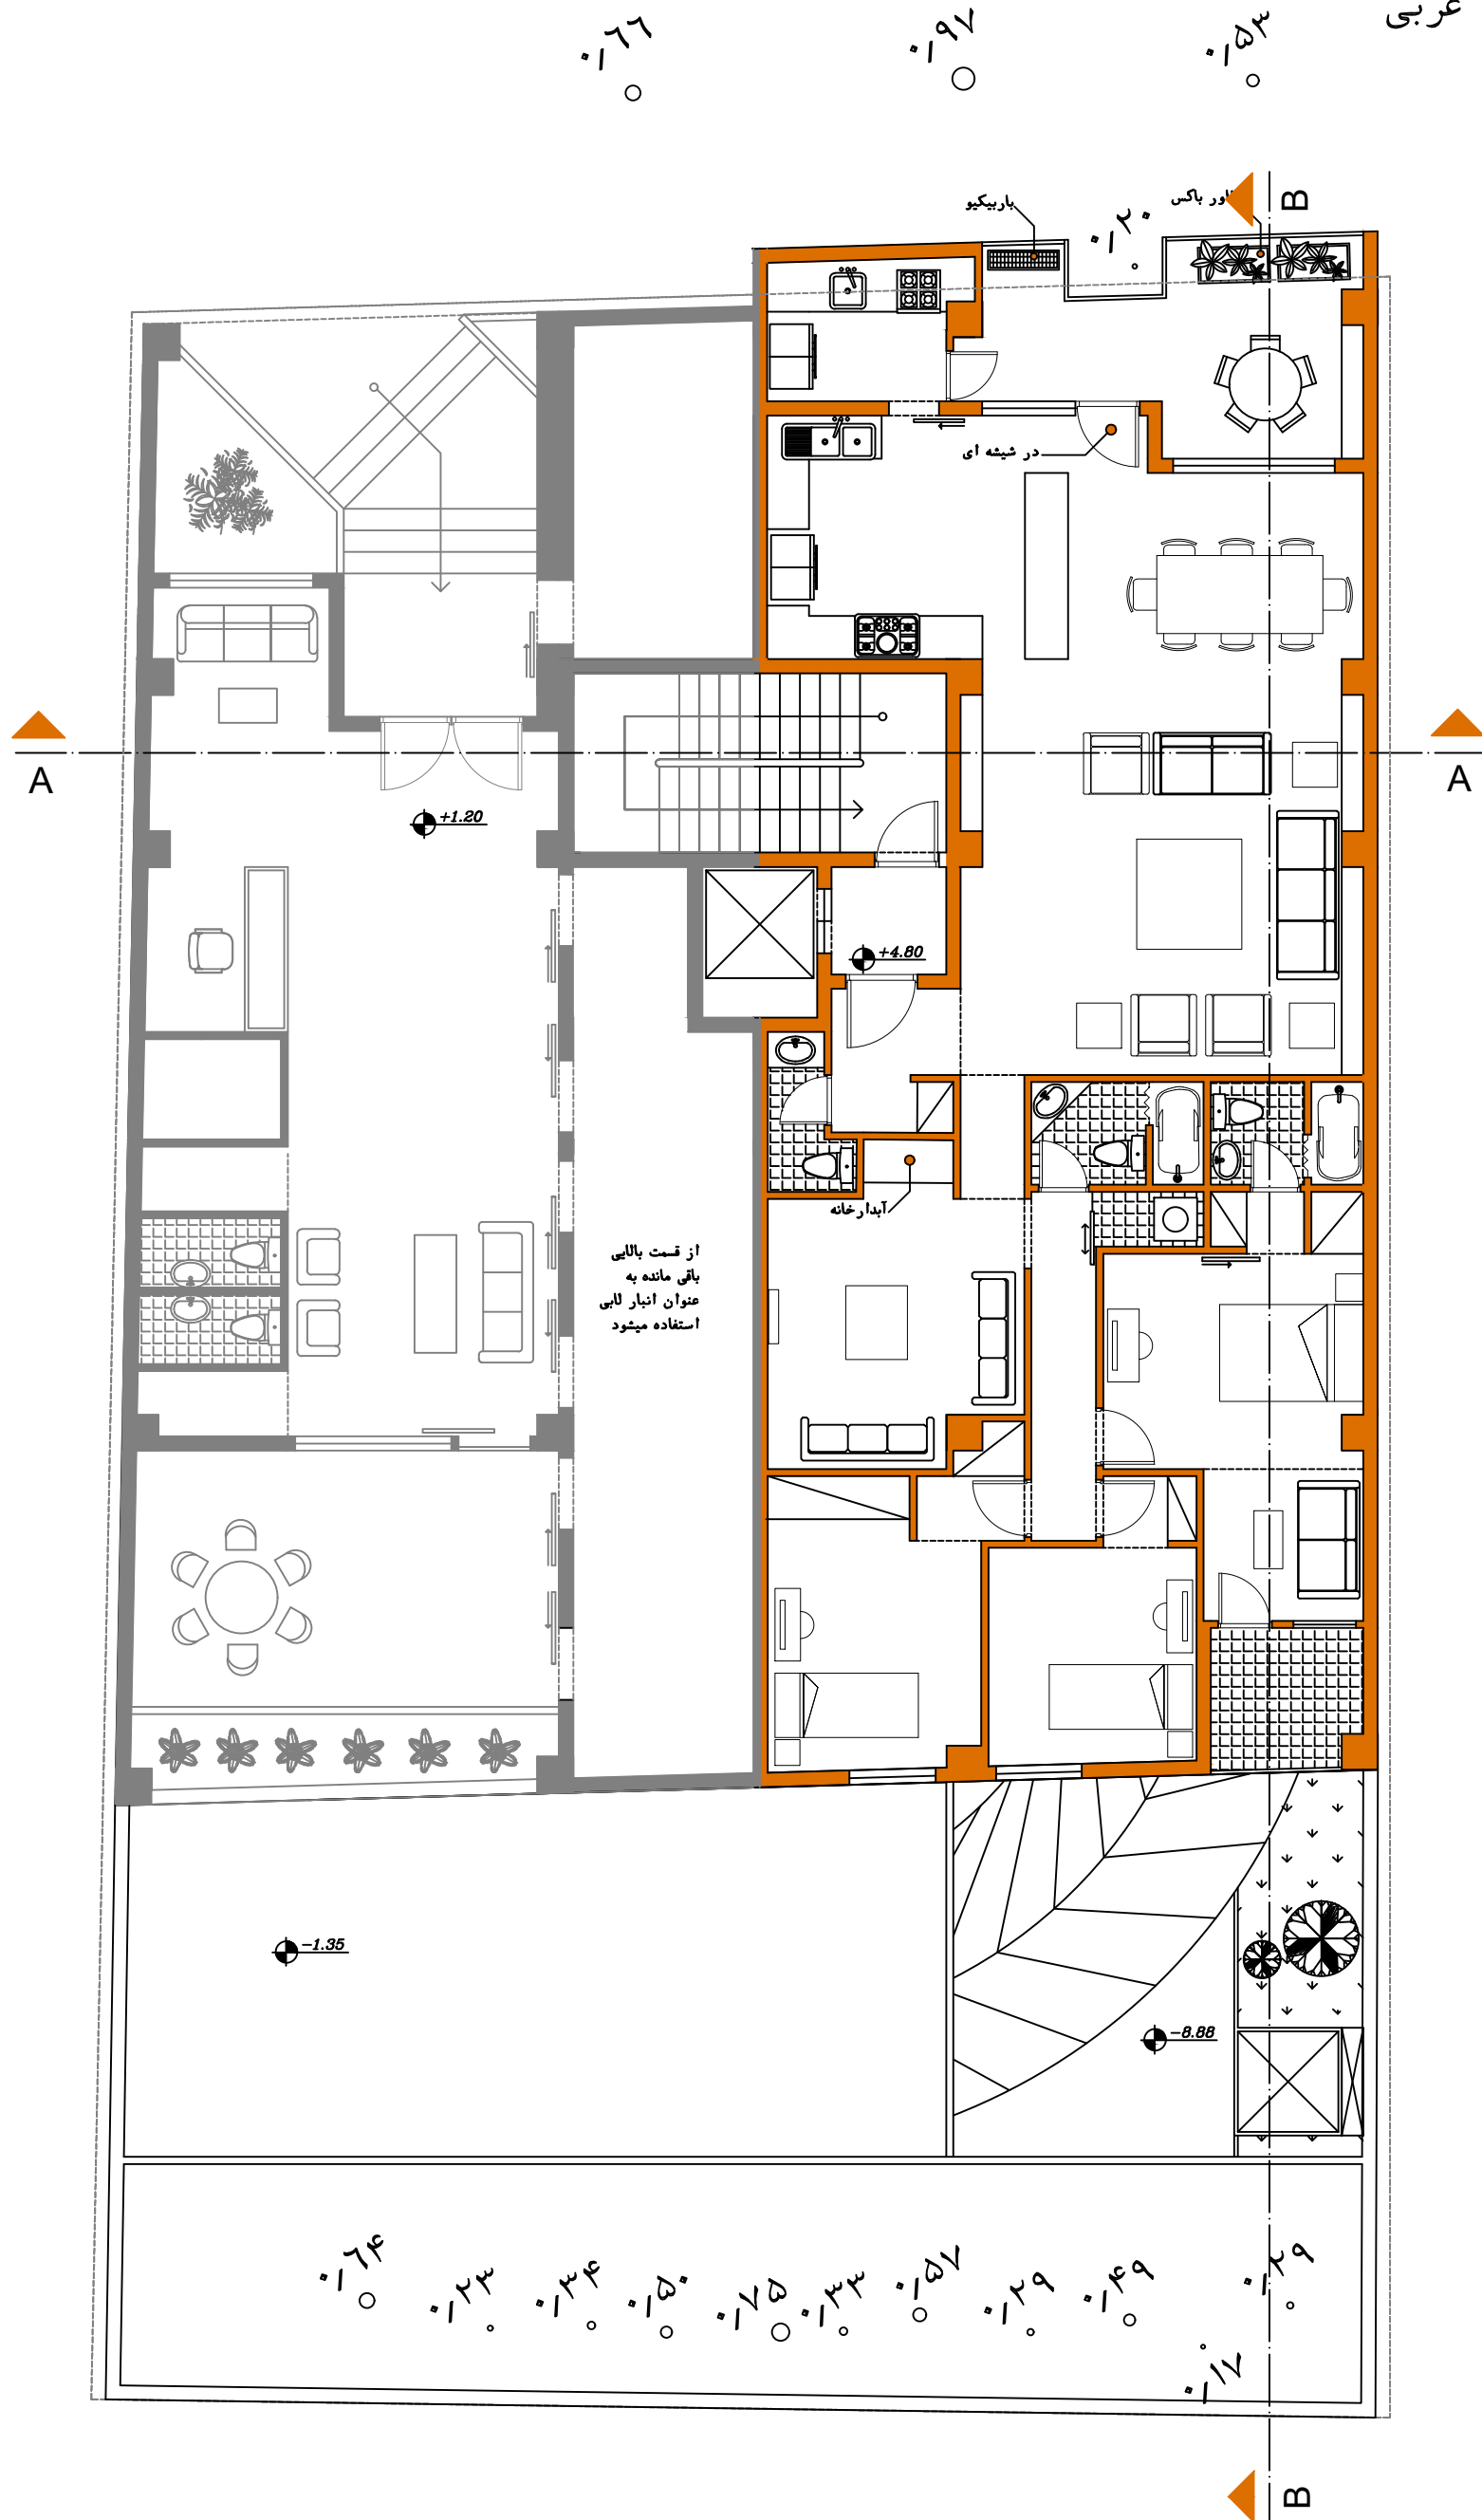 عربی
۰/۶۶
۰/۹۷
۰/۵۳
باربیکیو
۰/۲۰
ور باکس
B
در شیشه ای
A
A
+1.20
+4.80
آبدارخانه
از قسمت بالایی
باقی مانده به
عنوان انبار لابی
استفاده میشود
-1.35
-8.88
۰/۶۴
۰/۲۳
۰/۳۴
۰/۵۰
۰/۷۵
۰/۳۳
۰/۵۷
۰/۲۹
۰/۴۹
۰/۲۹
۰/۱۷
B